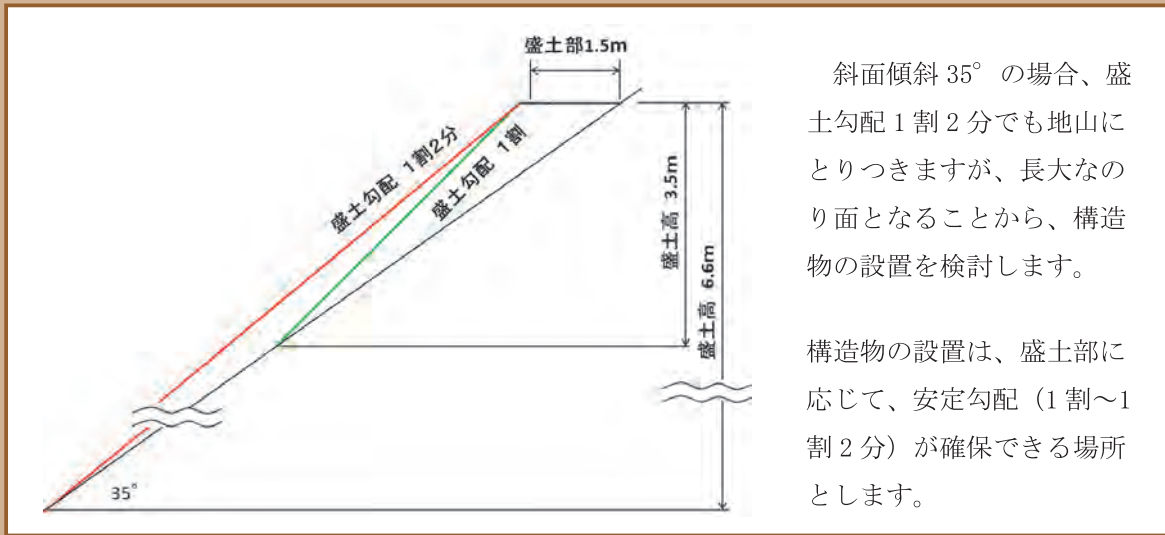 盛土部1.5m
盛土勾配 1割2分
盛土勾配 1割
盛土高 3.5m
盛土高 6.6m
35°
斜面傾斜 35° の場合、盛
土勾配 1 割 2 分でも地山に
とりつきますが、長大なの
り面となることから、構造
物の設置を検討します。
構造物の設置は、盛土部に
応じて、安定勾配（1 割～1
割 2 分）が確保できる場所
とします。